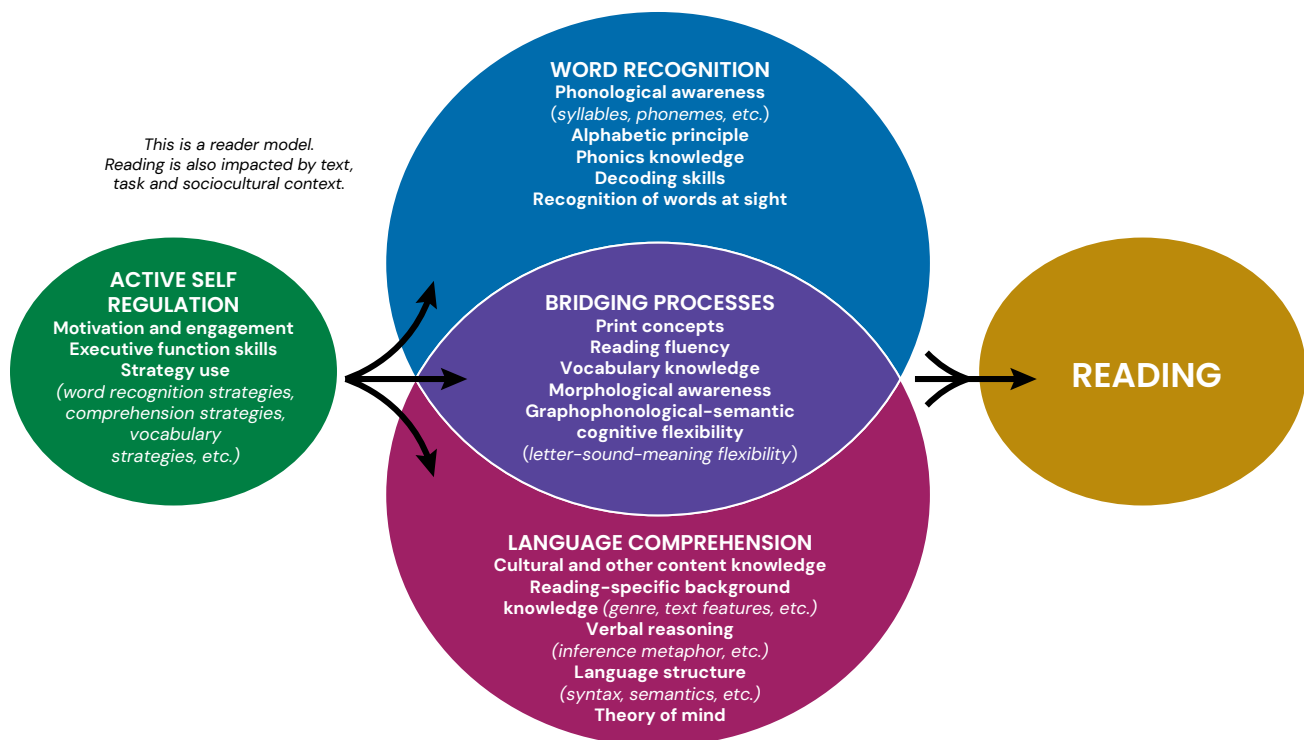 This is a reader model.
Reading is also impacted by text,
task and sociocultural context.
ACTIVE SELF
REGULATION
Motivation and engagement
Executive function skills
Strategy use
(word recognition strategies,
comprehension strategies,
vocabulary
strategies, etc.)
WORD RECOGNITION
Phonological awareness
(syllables, phonemes, etc.)
Alphabetic principle
Phonics knowledge
Decoding skills
Recognition of words at sight
BRIDGING PROCESSES
Print concepts
Reading fluency
Vocabulary knowledge
Morphological awareness
Graphophonological-semantic
cognitive flexibility
(letter-sound-meaning flexibility)
LANGUAGE COMPREHENSION
Cultural and other content knowledge
Reading-specific background
knowledge (genre, text features, etc.)
Verbal reasoning
(inference metaphor, etc.)
Language structure
(syntax, semantics, etc.)
Theory of mind
READING